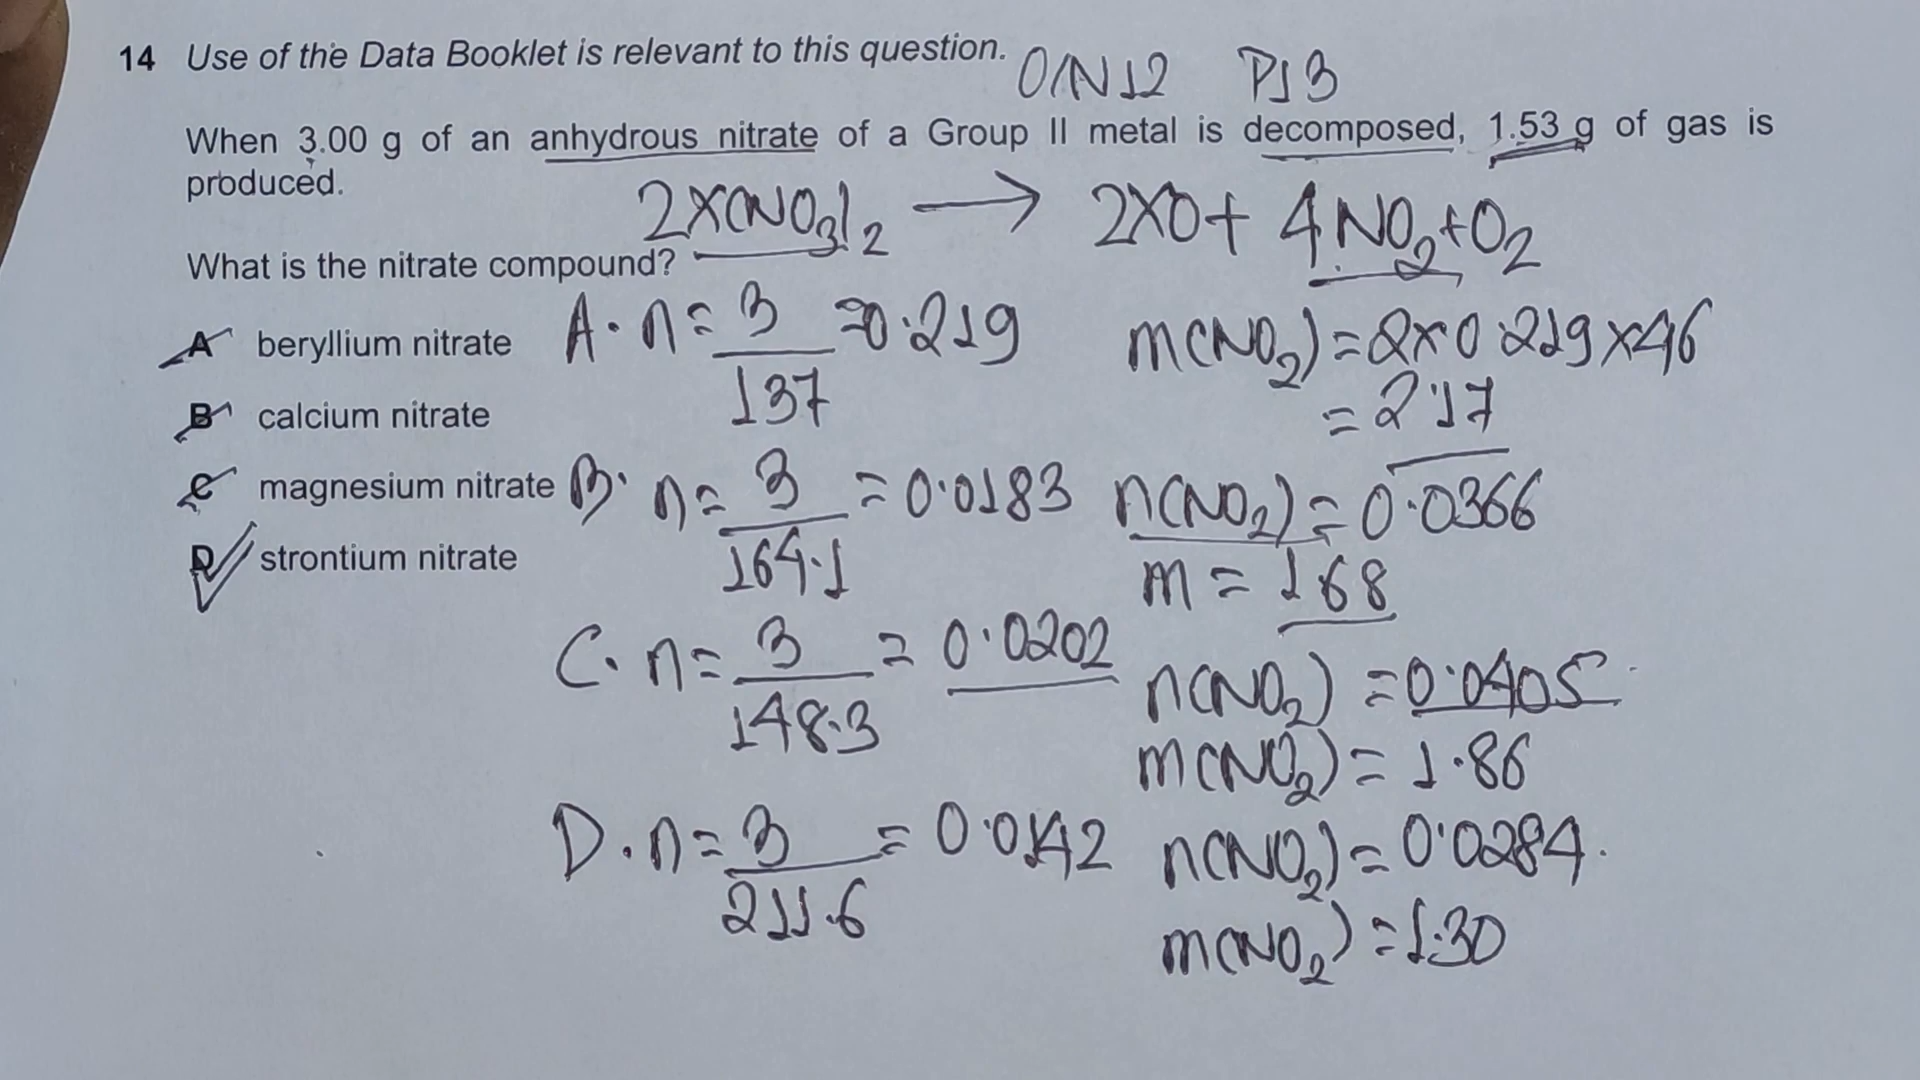 14 Use of the Data Booklet is relevant to this question. O/N12 P13
When 3.00 g of an anhydrous nitrate of a Group II metal is decomposed, 1.53 g of gas is
produced.
2X(NO3)2 → 2XO + 4NO2 + O2
What is the nitrate compound?
A beryllium nitrate
B calcium nitrate
C magnesium nitrate
D strontium nitrate
A. n = 3/137 = 0.219 m(NO2) = 2 x 0.219 x 46
= 2.17
B. n = 3/164.1 = 0.0183 n(NO2) = 0.0366
m = 1.68
C. n = 3/148.3 = 0.0202 n(NO2) = 0.0405
m(NO2) = 1.86
D. n = 3/211.6 = 0.0142 n(NO2) = 0.0284.
m(NO2) = 1.30